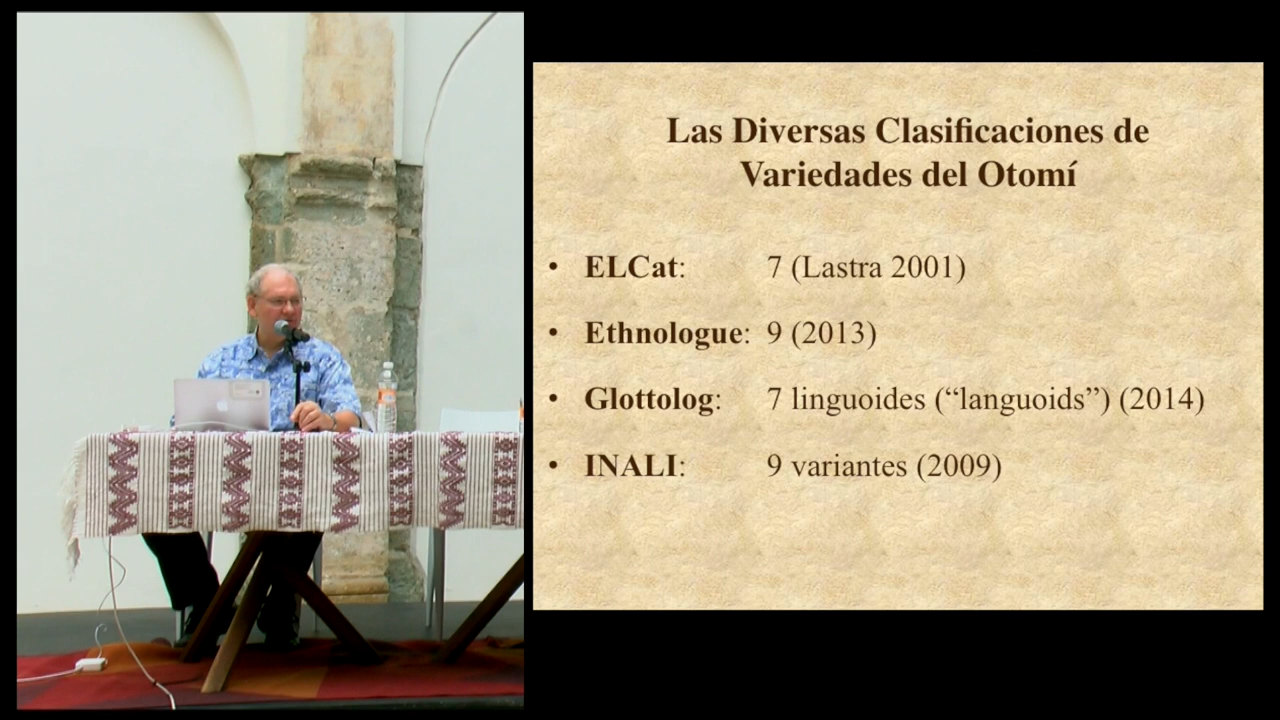 Las Diversas Clasificaciones de
Variedades del Otomí
• ELCat: 7 (Lastra 2001)
• Ethnologue: 9 (2013)
• Glottolog: 7 linguoides (“languoids”) (2014)
• INALI: 9 variantes (2009)